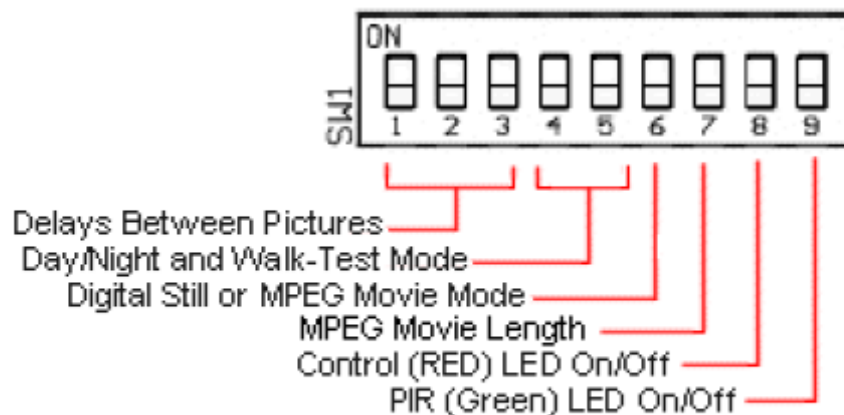 ON
SW1
1 2 3 4 5 6 7 8 9
Delays Between Pictures
Day/Night and Walk-Test Mode
Digital Still or MPEG Movie Mode
MPEG Movie Length
Control (RED) LED On/Off
PIR (Green) LED On/Off